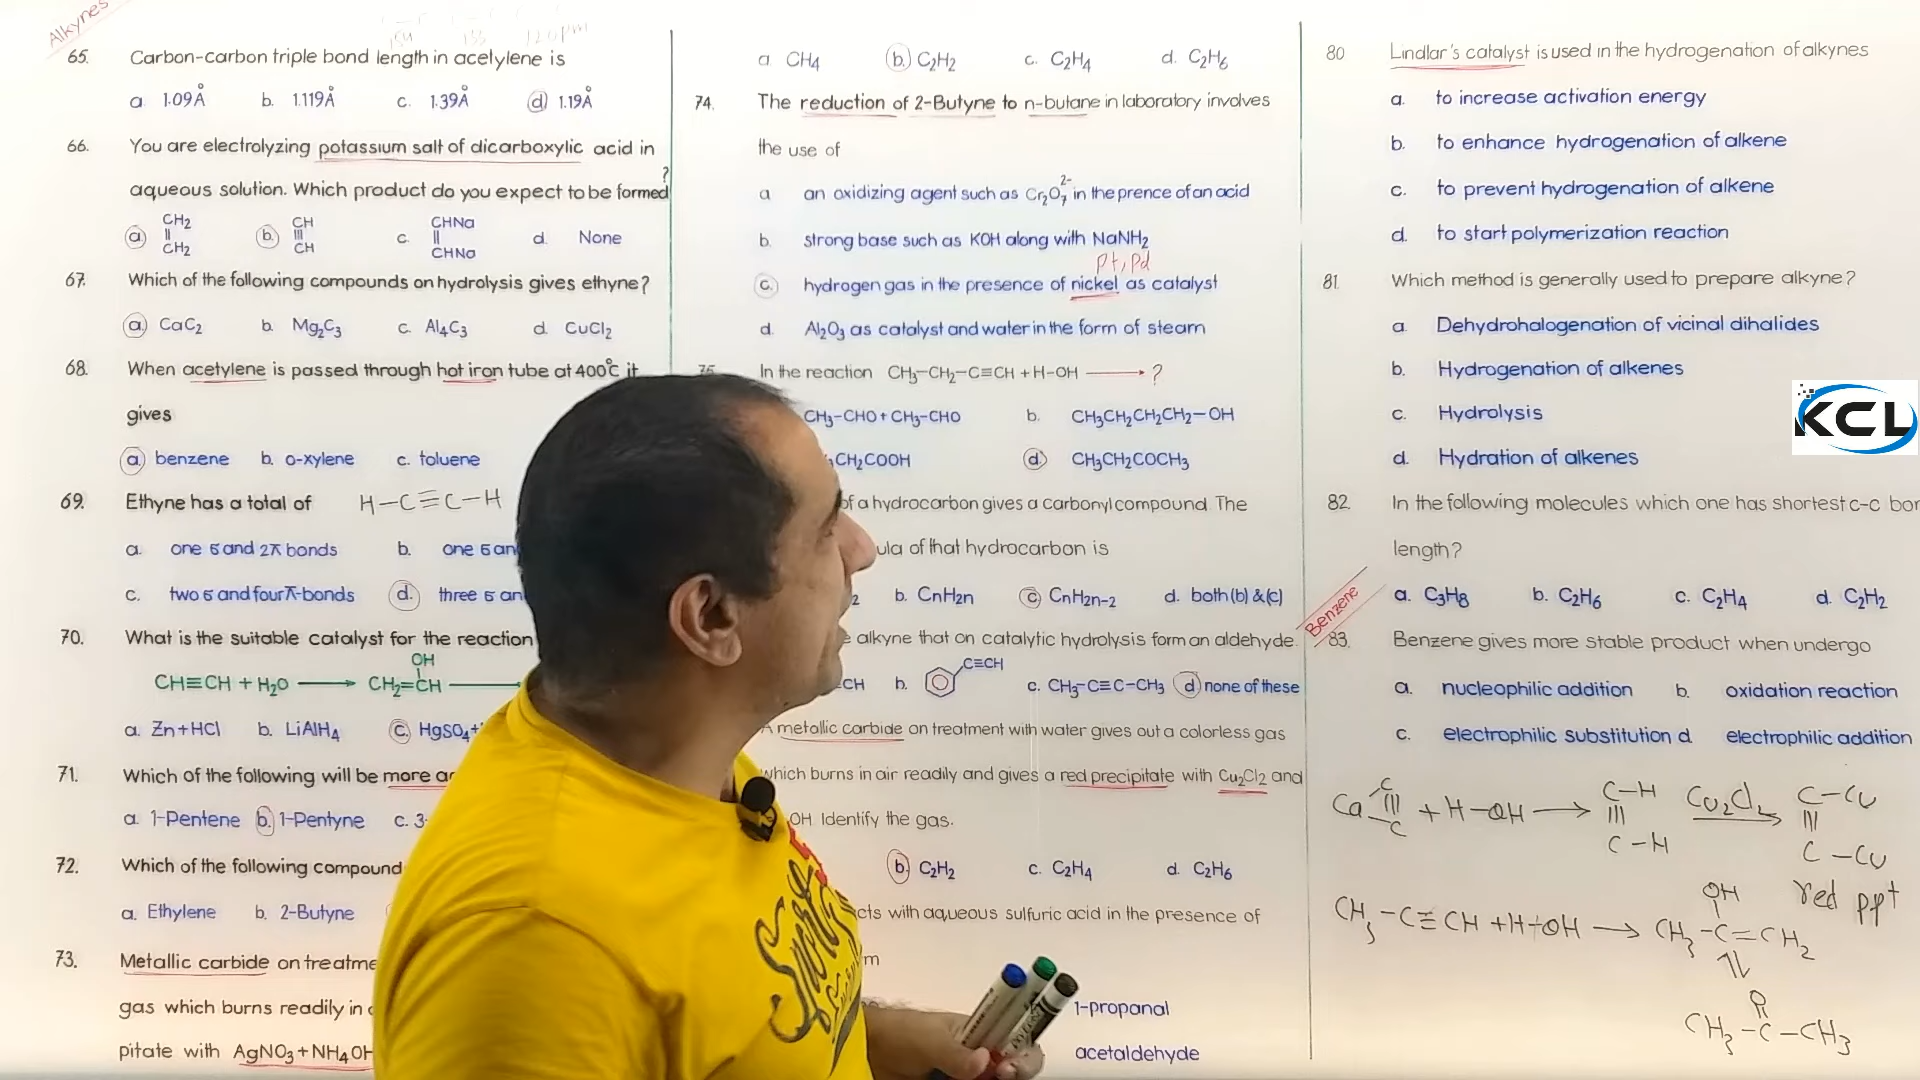 Alkynes
154 133 120pm
65. Carbon-carbon triple bond length in acetylene is
a. 1.09Å b. 1.119Å c. 1.39Å d. 1.19Å
66. You are electrolyzing potassium salt of dicarboxylic acid in
aqueous solution. Which product do you expect to be formed?
a. CH2=CH2 b. CH≡CH c. CHNa=CHNa d. None
67. Which of the following compounds on hydrolysis gives ethyne?
a. CaC2 b. Mg2C3 c. Al4C3 d. CuCl2
68. When acetylene is passed through hot iron tube at 400°C it
gives
a. benzene b. o-xylene c. toluene
69. Ethyne has a total of H-C≡C-H
a. one σ and 2π bonds b. one σ an
c. two σ and four π-bonds d. three σ an
70. What is the suitable catalyst for the reaction
OH
CH≡CH + H2O → CH2=CH →
a. Zn+HCl b. LiAlH4 c. HgSO4+
71. Which of the following will be more
a. 1-Pentene b. 1-Pentyne c. 3-
72. Which of the following compound
a. Ethylene b. 2-Butyne
73. Metallic carbide on treatme
gas which burns readily in
pitate with AgNO3+NH4OH
a. CH4 b. C2H2 c. C2H4 d. C2H6
74. The reduction of 2-Butyne to n-butane in laboratory involves
the use of
a. an oxidizing agent such as Cr2O7^2- in the prence of an acid
b. strong base such as KOH along with NaNH2
Pt, Pd
c. hydrogen gas in the presence of nickel as catalyst
d. Al2O3 as catalyst and water in the form of steam
In the reaction CH3-CH2-C≡CH + H-OH → ?
CH3-CHO + CH3-CHO b. CH3CH2CH2CH2-OH
CH2COOH d. CH3CH2COCH3
of a hydrocarbon gives a carbonyl compound. The
ula of that hydrocarbon is
2 b. CnH2n c. CnH2n-2 d. both (b) & (c)
alkyne that on catalytic hydrolysis form an aldehyde.
CH b. C≡CH c. CH3-C≡C-CH3 d. none of these
metallic carbide on treatment with water gives out a colorless gas
which burns in air readily and gives a red precipitate with Cu2Cl2 and
OH Identify the gas.
b. C2H2 c. C2H4 d. C2H6
cts with aqueous sulfuric acid in the presence of
m
1-propanal
acetaldehyde
80 Lindlar's catalyst is used in the hydrogenation of alkynes
a. to increase activation energy
b. to enhance hydrogenation of alkene
c. to prevent hydrogenation of alkene
d. to start polymerization reaction
81. Which method is generally used to prepare alkyne?
a. Dehydrohalogenation of vicinal dihalides
b. Hydrogenation of alkenes
c. Hydrolysis
d. Hydration of alkenes
KCL
82. In the following molecules which one has shortest c-c bon
length?
a. C3H8 b. C2H6 c. C2H4 d. C2H2
Benzene
83. Benzene gives more stable product when undergo
a. nucleophilic addition b. oxidation reaction
c. electrophilic substitution d. electrophilic addition
Ca C≡C + H-OH → C-H≡C-H Cu2Cl2 → C-Cu≡C-Cu
red ppt
OH
CH3-C≡CH + H-OH → CH3-C=CH2
O
CH3-C-CH3